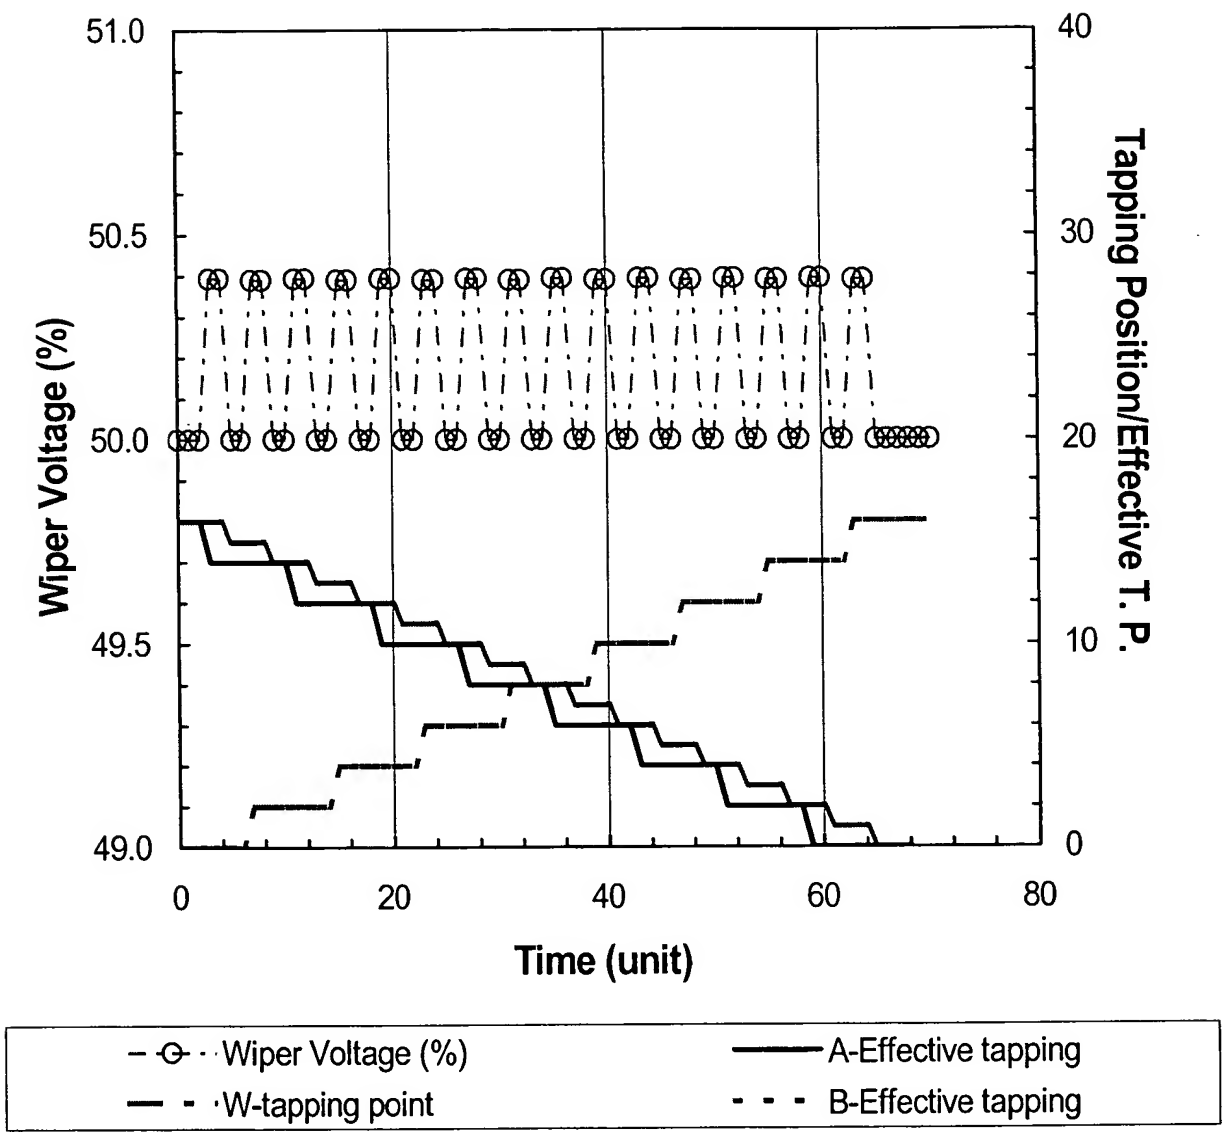 51.0
50.5
50.0
49.5
49.0
Wiper Voltage (%)
40
30
20
10
0
Tapping Position/Effective T. P.
0 20 40 60 80
Time (unit)
Wiper Voltage (%) A-Effective tapping
W-tapping point B-Effective tapping